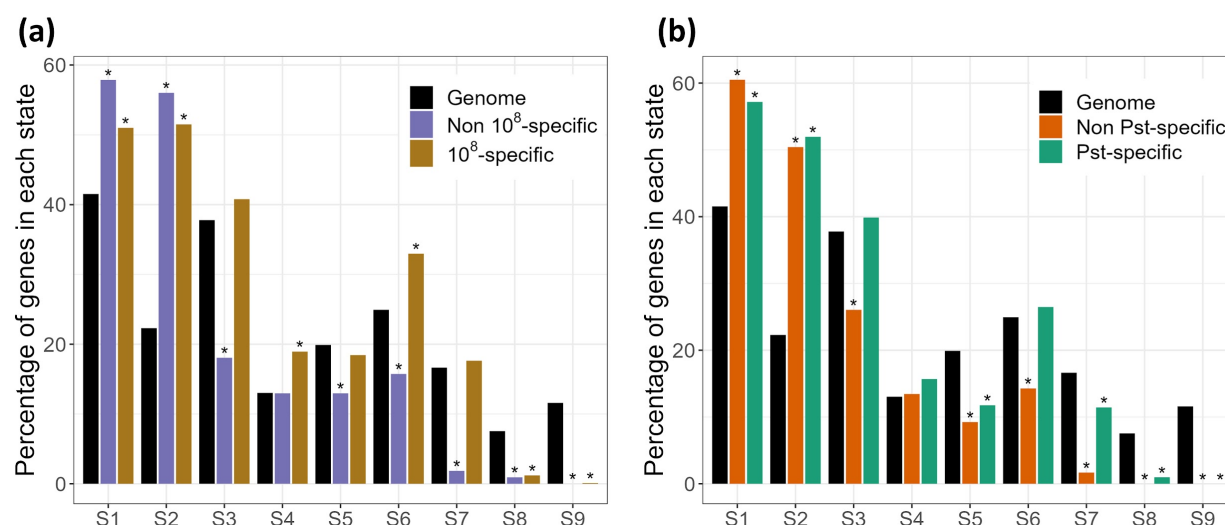 (a)
Percentage of genes in each state
60
40
20
0
* * * * * * * * * * * * * * *
Genome
Non 10⁸-specific
10⁸-specific
S1 S2 S3 S4 S5 S6 S7 S8 S9
(b)
Percentage of genes in each state
60
40
20
0
* * * * * * * * * * * * * *
Genome
Non Pst-specific
Pst-specific
S1 S2 S3 S4 S5 S6 S7 S8 S9